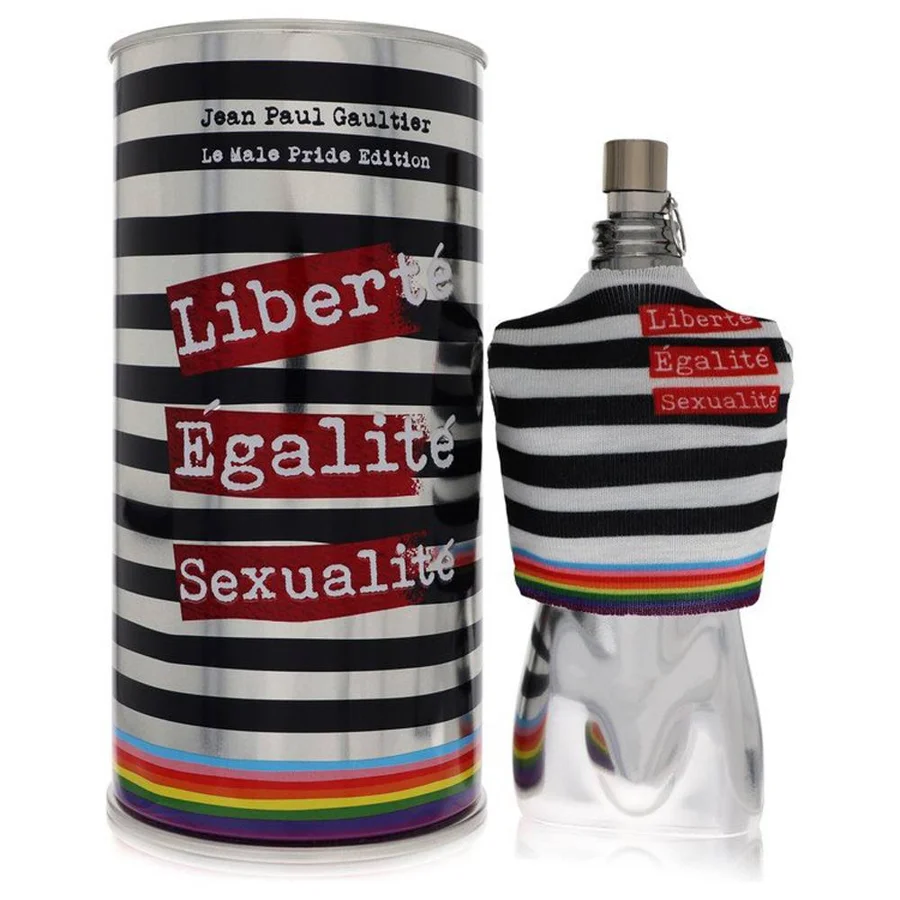 Jean Paul Gaultier
Le Male Pride Edition
Liberté
Égalité
Sexualité
Liberté
Égalité
Sexualité